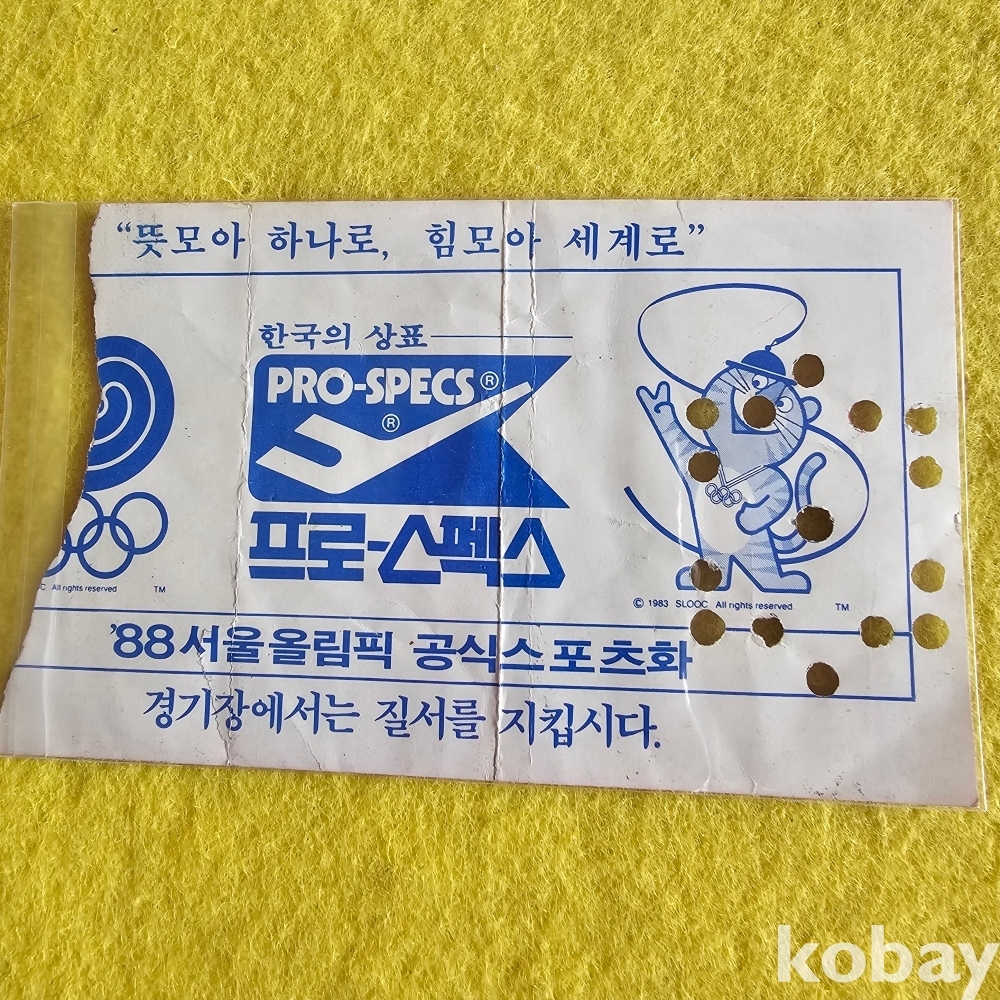 “뜻모아 하나로, 힘모아 세계로”
한국의 상표
PRO-SPECS ®
®
프로-스펙스
C All rights reserved TM
© 1983 SLOOC All rights reserved. TM
'88서울올림픽 공식스포츠화
경기장에서는 질서를 지킵시다.
kobay